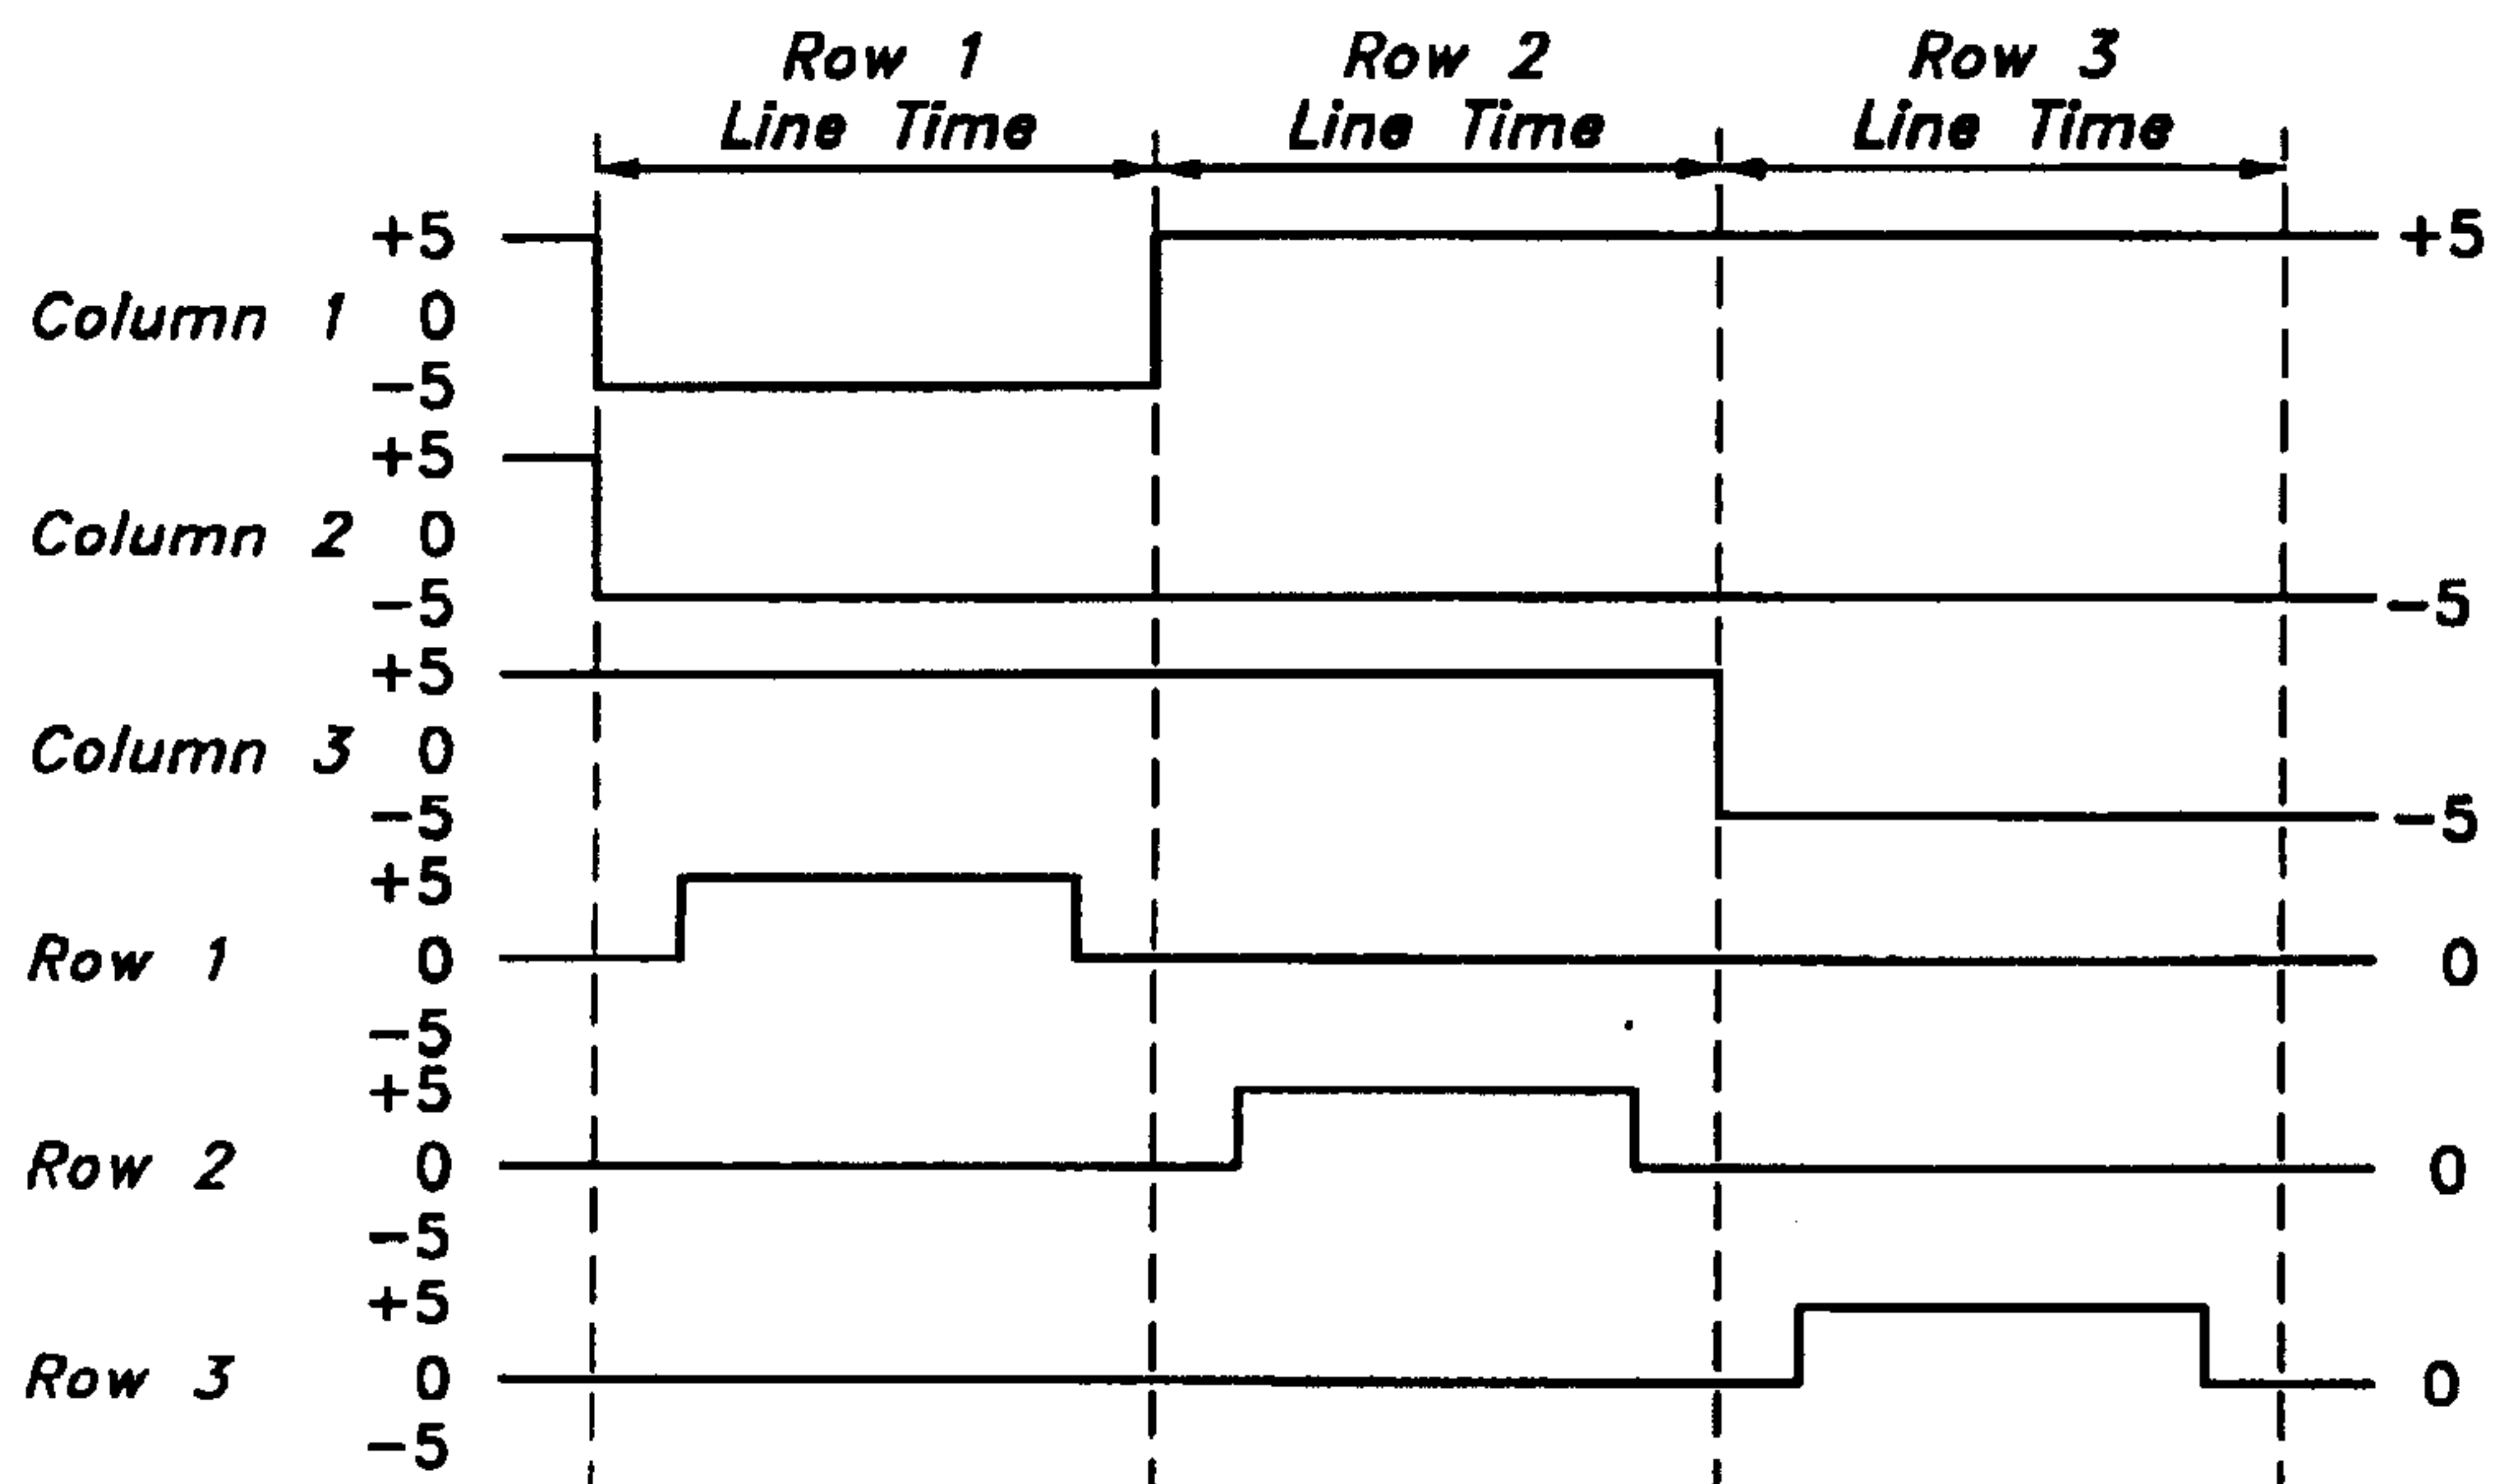 Row 1 Row 2 Row 3
Line Time Line Time Line Time
+5 +5
Column 1 0
-5
+5
Column 2 0
-5 -5
+5
Column 3 0
-5 -5
+5
Row 1 0 0
-5
+5
Row 2 0 0
-5
+5
Row 3 0 0
-5